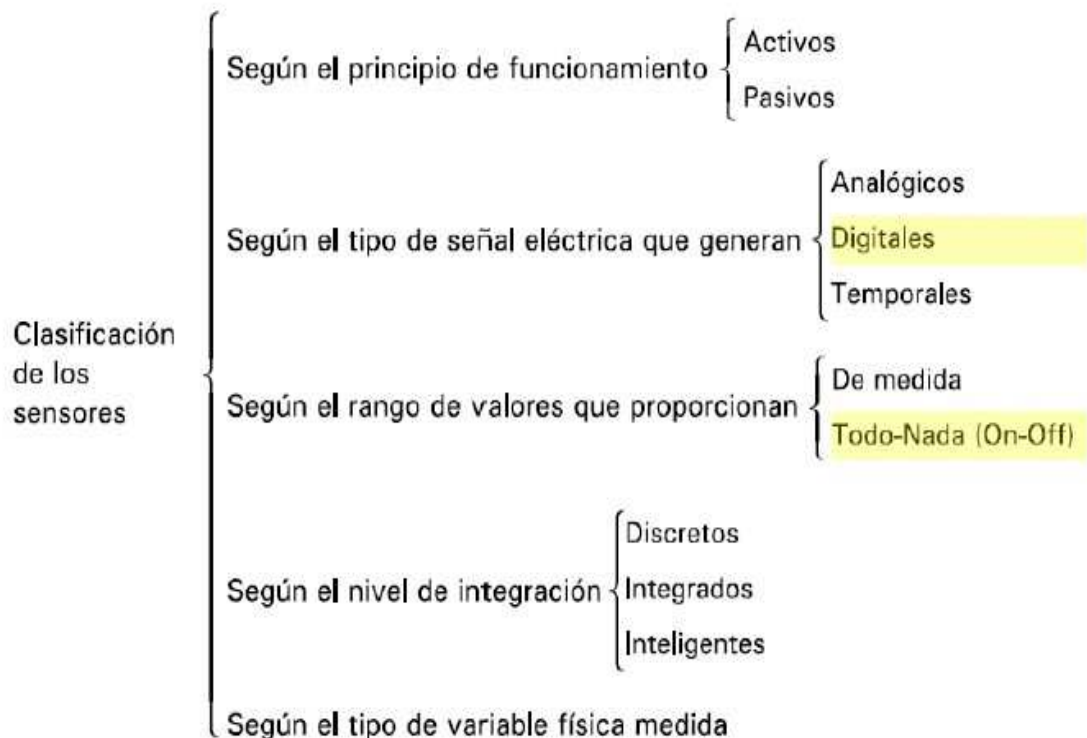 Clasificación
de los
sensores
Según el principio de funcionamiento
Activos
Pasivos
Según el tipo de señal eléctrica que generan
Analógicos
Digitales
Temporales
Según el rango de valores que proporcionan
De medida
Todo-Nada (On-Off)
Según el nivel de integración
Discretos
Integrados
Inteligentes
Según el tipo de variable física medida